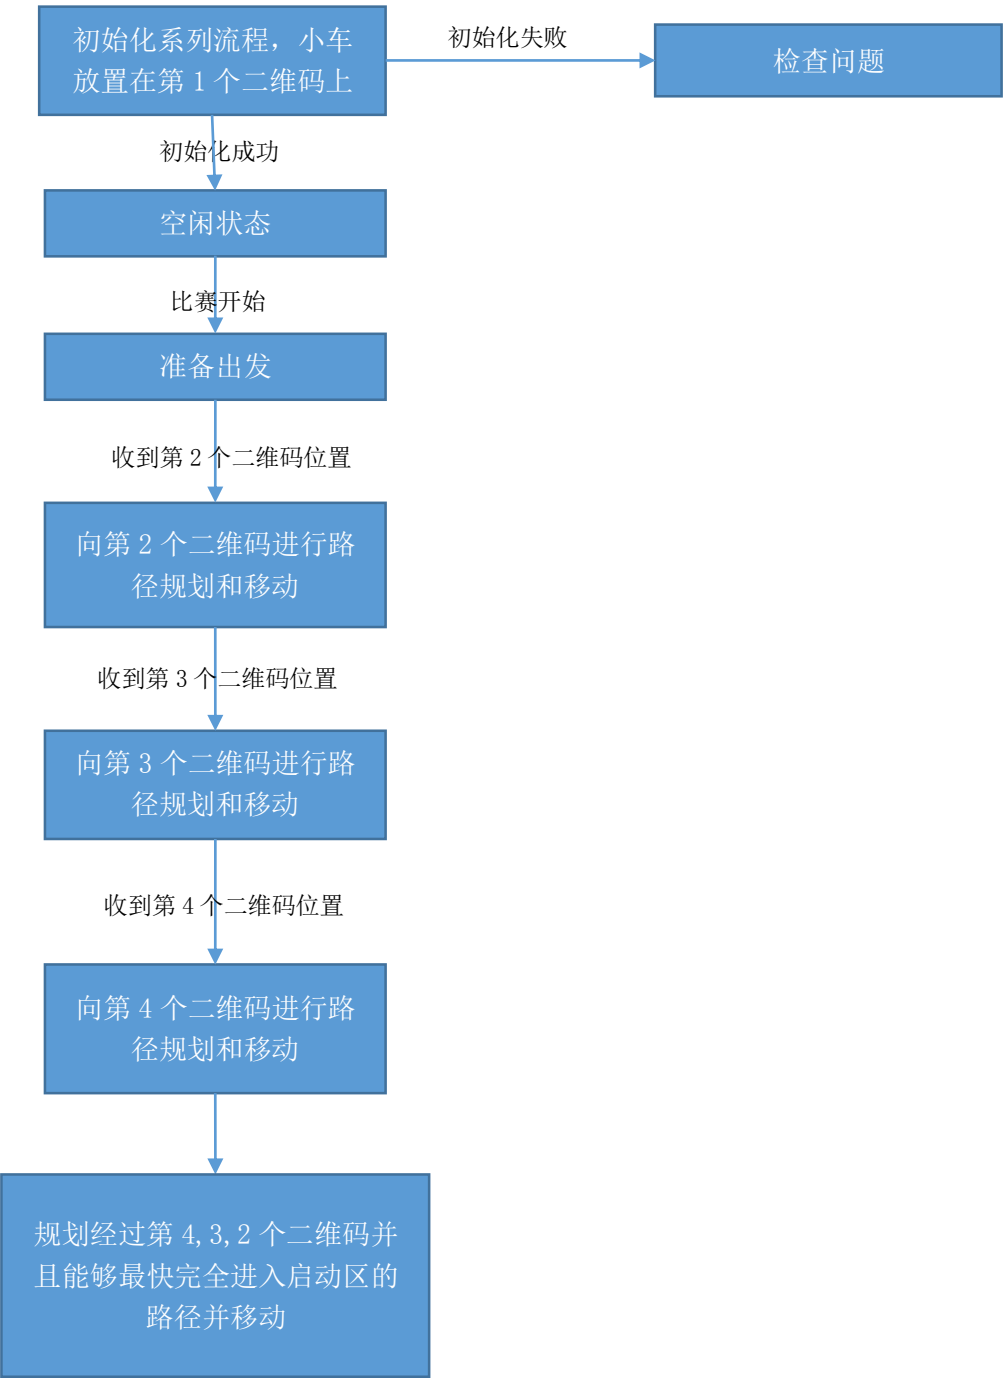 初始化系列流程，小车
放置在第1个二维码上
初始化失败
检查问题
初始化成功
空闲状态
比赛开始
准备出发
收到第2个二维码位置
向第2个二维码进行路
径规划和移动
收到第3个二维码位置
向第3个二维码进行路
径规划和移动
收到第4个二维码位置
向第4个二维码进行路
径规划和移动
规划经过第4,3,2个二维码并
且能够最快完全进入启动区的
路径并移动